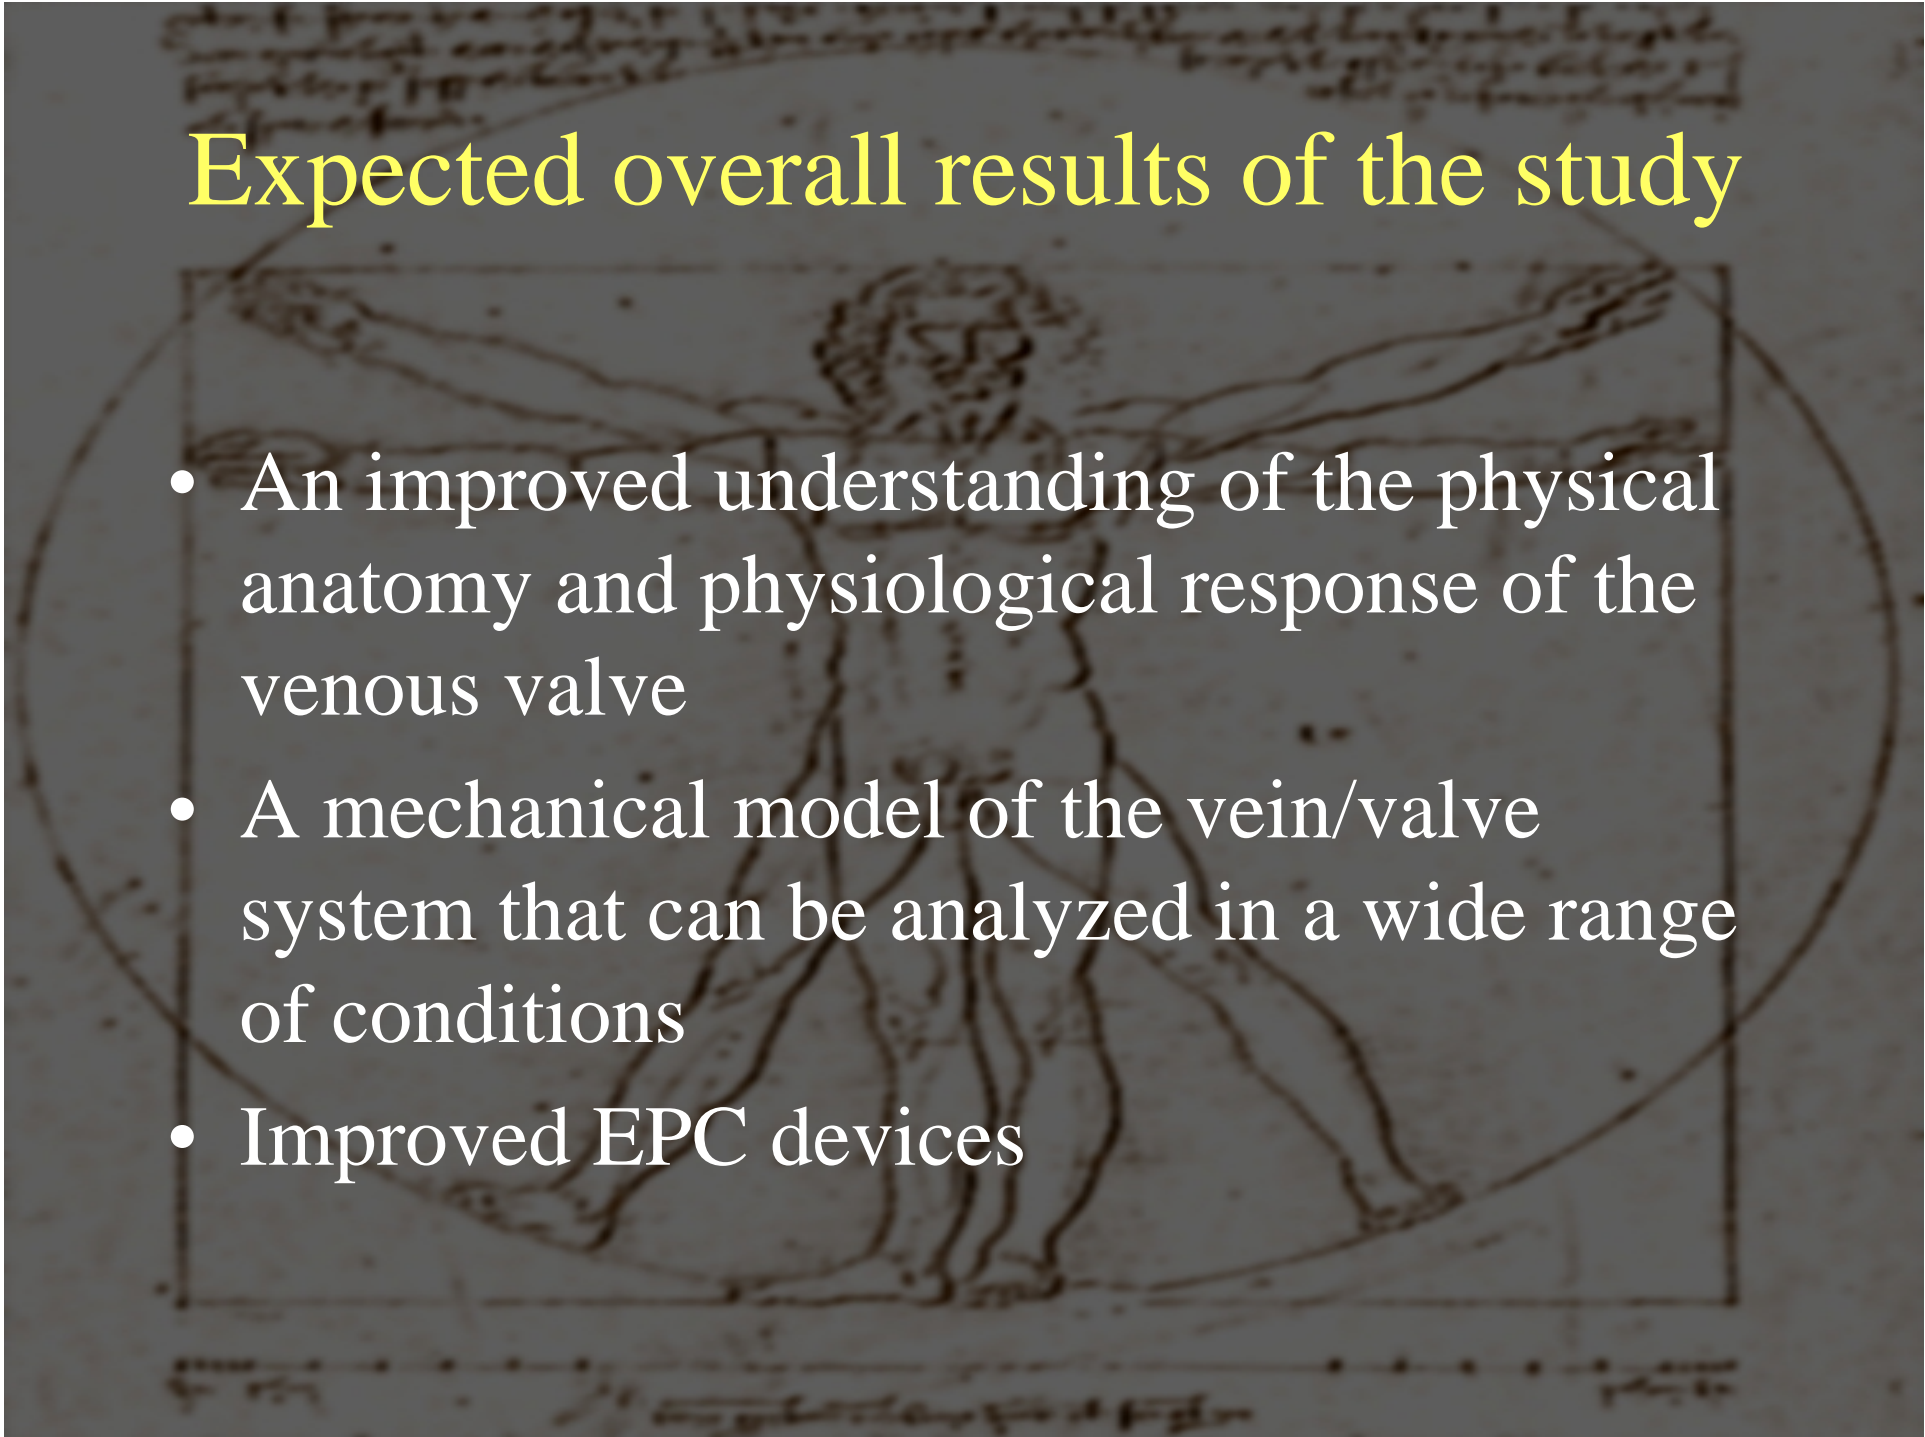 Expected overall results of the study
• An improved understanding of the physical
anatomy and physiological response of the
venous valve
• A mechanical model of the vein/valve
system that can be analyzed in a wide range
of conditions
• Improved EPC devices